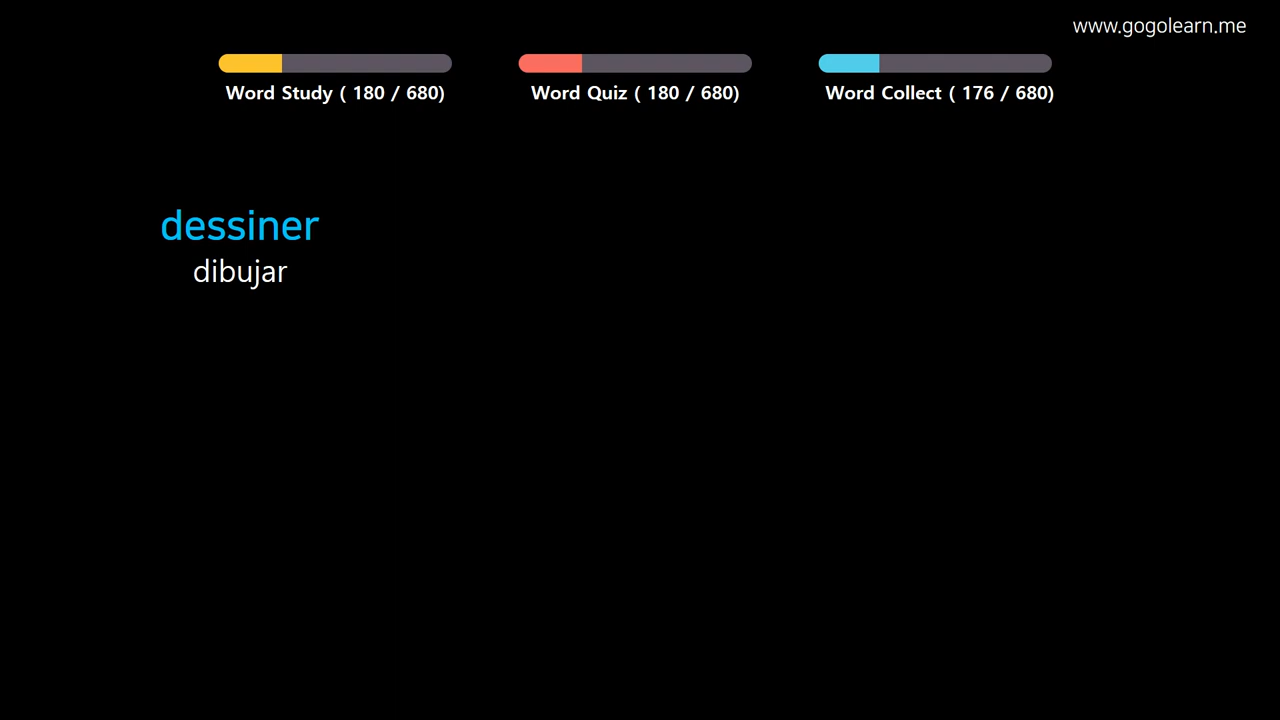 www.gogolearn.me
Word Study ( 180 / 680)
Word Quiz ( 180 / 680)
Word Collect ( 176 / 680)
dessiner
dibujar